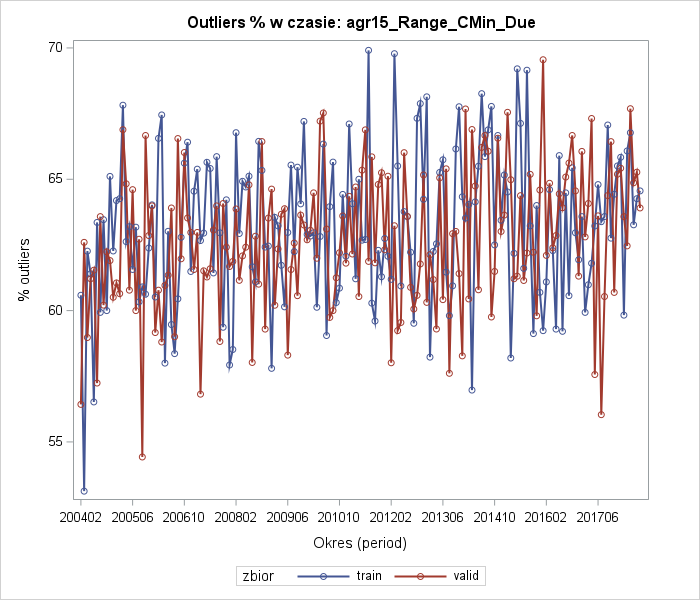 Outliers % w czasie: agr15_Range_CMin_Due
% outliers
70
65
60
55
200402 200506 200610 200802 200906 201010 201202 201306 201410 201602 201706
Okres (period)
zbior train valid